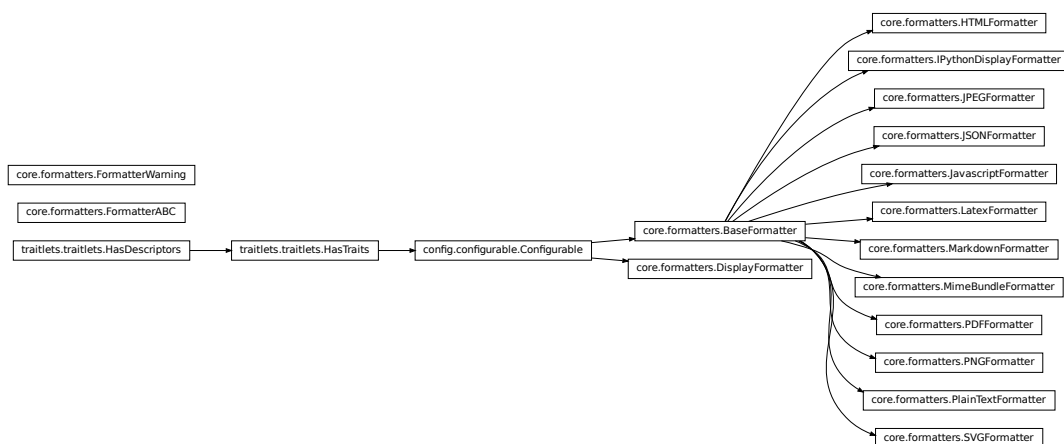 core.formatters.HTMLFormatter
core.formatters.IPythonDisplayFormatter
core.formatters.JPEGFormatter
core.formatters.JSONFormatter
core.formatters.FormatterWarning
core.formatters.JavascriptFormatter
core.formatters.FormatterABC
core.formatters.LatexFormatter
core.formatters.BaseFormatter
traitlets.traitlets.HasDescriptors
traitlets.traitlets.HasTraits
config.configurable.Configurable
core.formatters.MarkdownFormatter
core.formatters.DisplayFormatter
core.formatters.MimeBundleFormatter
core.formatters.PDFFormatter
core.formatters.PNGFormatter
core.formatters.PlainTextFormatter
core.formatters.SVGFormatter